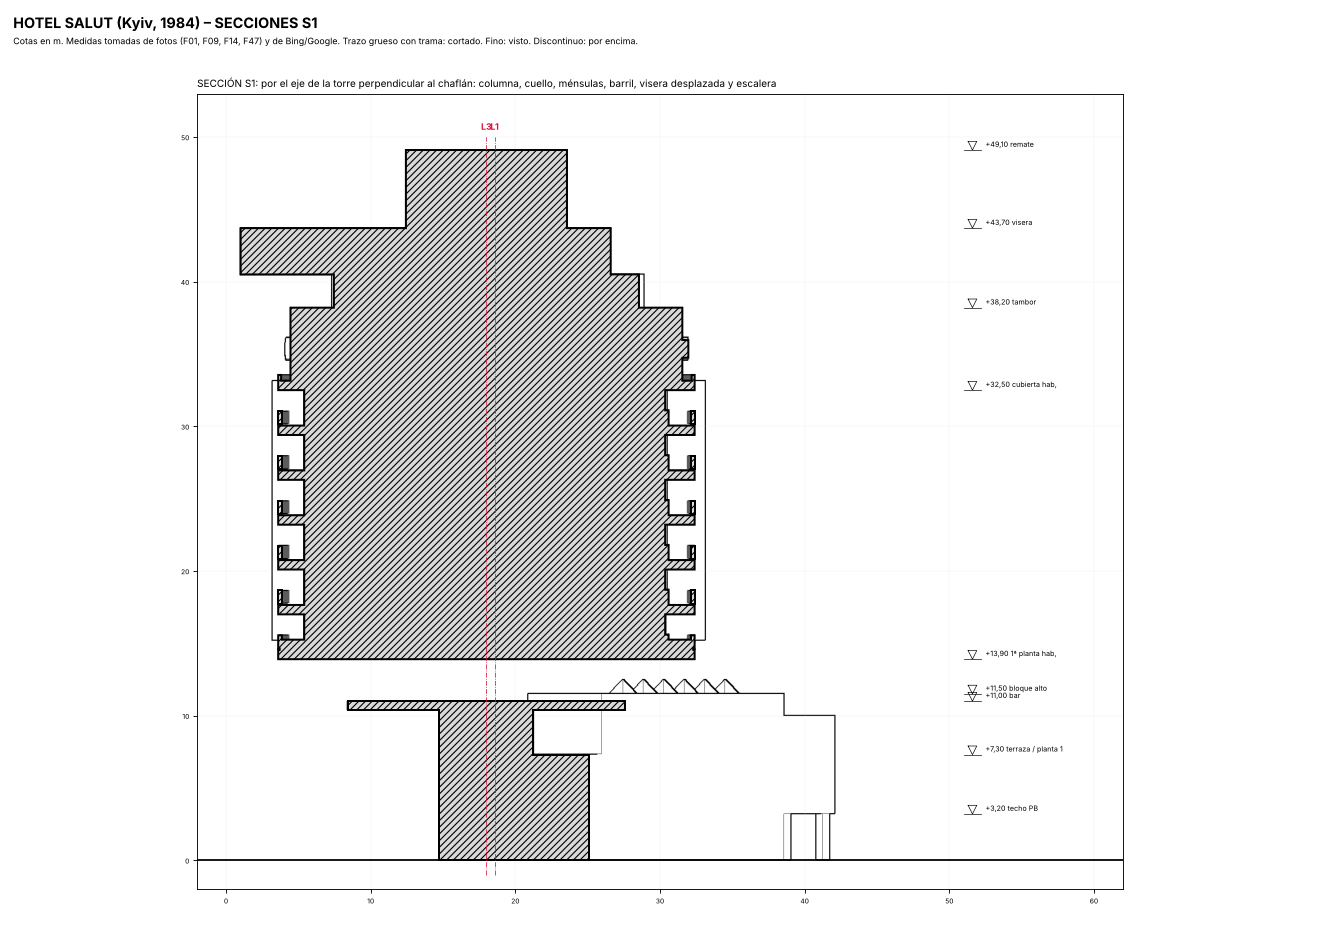 HOTEL SALUT (Kyiv, 1984) – SECCIONES S1
Cotas en m. Medidas tomadas de fotos (F01, F09, F14, F47) y de Bing/Google. Trazo grueso con trama: cortado. Fino: visto. Discontinuo: por encima.
SECCIÓN S1: por el eje de la torre perpendicular al chaflán: columna, cuello, ménsulas, barril, visera desplazada y escalera
L3 L1
50
+49,10 remate
+43,70 visera
40
+38,20 tambor
+32,50 cubierta hab,
30
20
+13,90 1ª planta hab,
+11,50 bloque alto
+11,00 bar
10
+7,30 terraza / planta 1
+3,20 techo PB
0
0 10 20 30 40 50 60